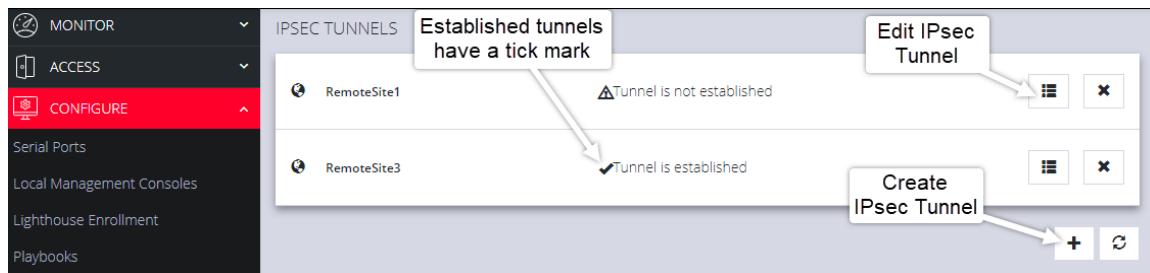 MONITOR
ACCESS
CONFIGURE
Serial Ports
Local Management Consoles
Lighthouse Enrollment
Playbooks
IPSEC TUNNELS
Established tunnels
have a tick mark
Edit IPsec
Tunnel
RemoteSite1
Tunnel is not established
RemoteSite3
Tunnel is established
Create
IPsec Tunnel